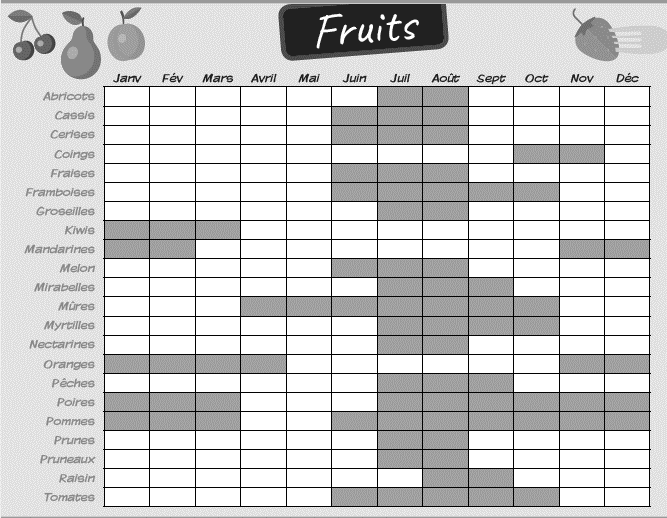 Fruits
Janv Fév Mars Avril Mai Juin Juil Août Sept Oct Nov Déc
Abricots
Cassis
Cerises
Coings
Fraises
Framboises
Groseilles
Kiwis
Mandarines
Melon
Mirabelles
Mûres
Myrtilles
Nectarines
Oranges
Pêches
Poires
Pommes
Prunes
Pruneaux
Raisin
Tomates